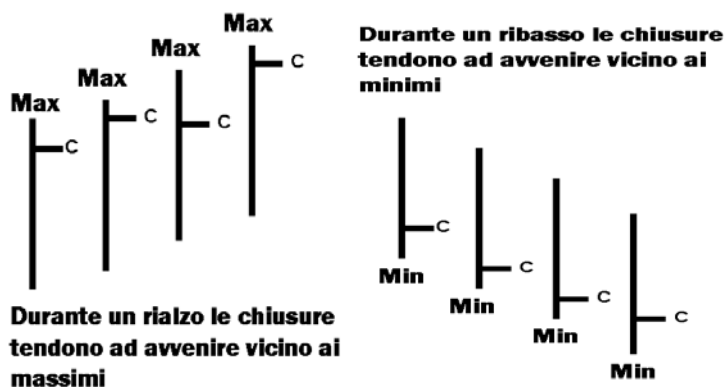 Max
C
Max
C
Max
C
Max
C
Durante un rialzo le chiusure
tendono ad avvenire vicino ai
massimi
Durante un ribasso le chiusure
tendono ad avvenire vicino ai
minimi
C
Min
C
Min
C
Min
C
Min